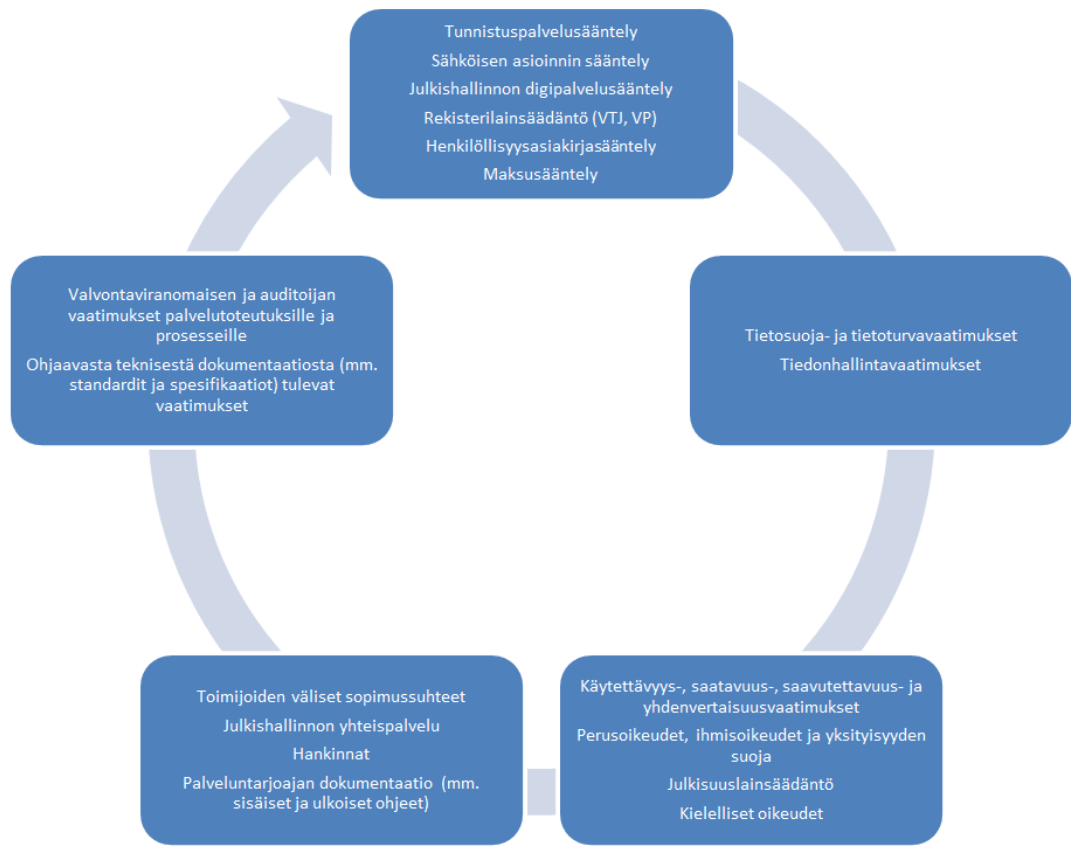 Tunnistuspalvelusääntely
Sähköisen asioinnin sääntely
Julkishallinnon digipalvelusääntely
Rekisterilainsäädäntö (VTJ, VP)
Henkilöllisyysasiakirjasääntely
Maksusääntely
Tietosuoja- ja tietoturvavaatimukset
Tiedonhallintavaatimukset
Käytettävyys-, saatavuus-, saavutettavuus- ja
yhdenvertaisuusvaatimukset
Perusoikeudet, ihmisoikeudet ja yksityisyyden
suoja
Julkisuuslainsäädäntö
Kielelliset oikeudet
Toimijoiden väliset sopimussuhteet
Julkishallinnon yhteispalvelu
Hankinnat
Palveluntarjoajan dokumentaatio (mm.
sisäiset ja ulkoiset ohjeet)
Valvontaviranomaisen ja auditoijan
vaatimukset palvelutoteutuksille ja
prosesseille
Ohjaavasta teknisestä dokumentaatiosta (mm.
standardit ja spesifikaatiot) tulevat
vaatimukset